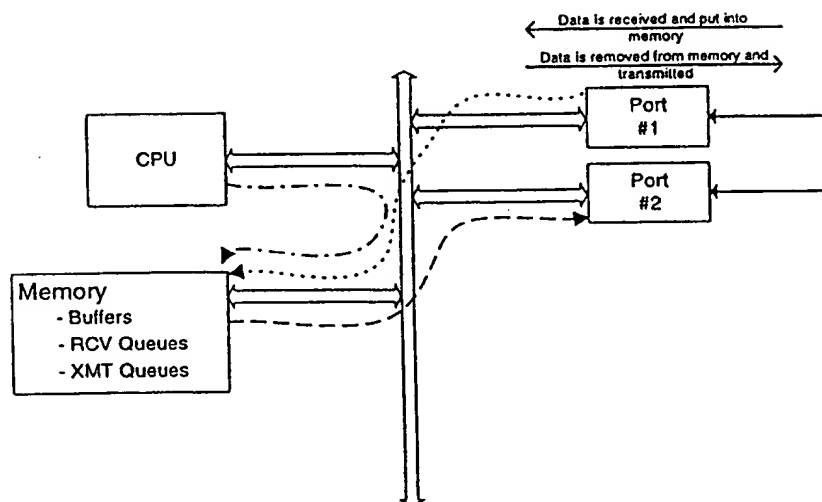 Data is received and put into
memory
Data is removed from memory and
transmitted
Port
#1
CPU
Port
#2
Memory
- Buffers
- RCV Queues
- XMT Queues